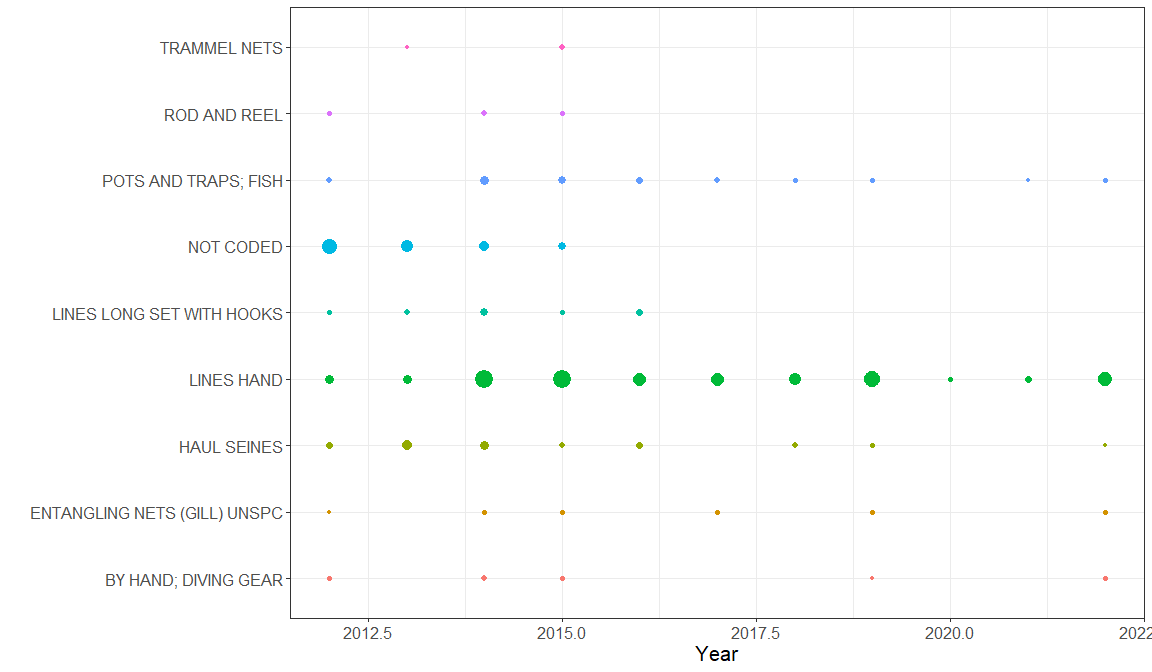 TRAMMEL NETS
ROD AND REEL
POTS AND TRAPS; FISH
NOT CODED
LINES LONG SET WITH HOOKS
LINES HAND
HAUL SEINES
ENTANGLING NETS (GILL) UNSPC
BY HAND; DIVING GEAR
2012.5 2015.0 2017.5 2020.0 2022
Year